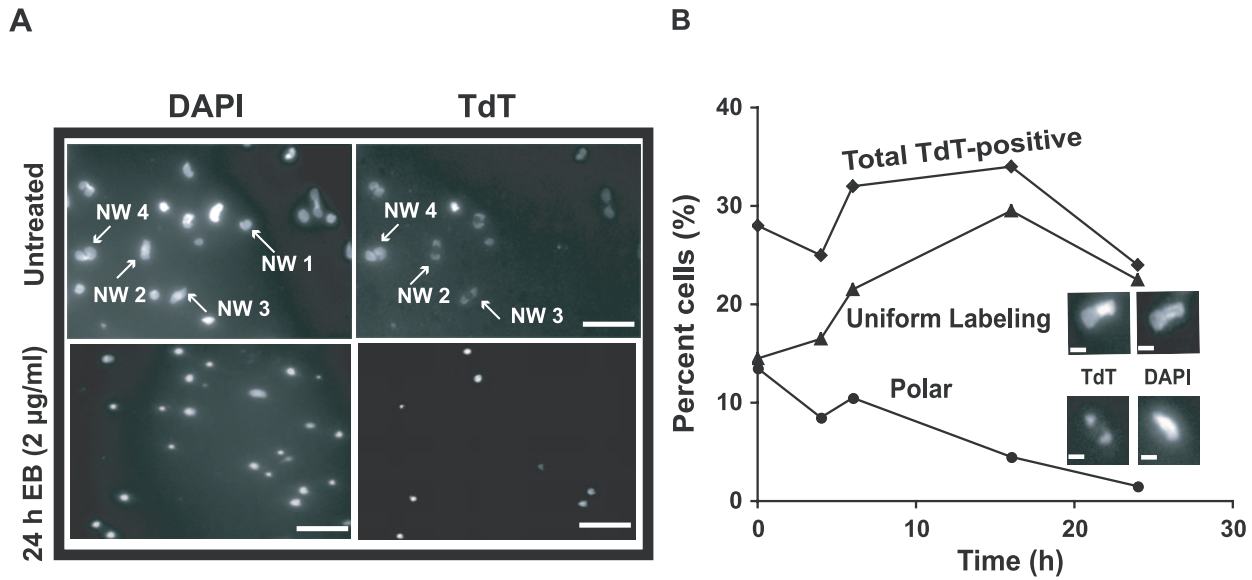 A
DAPI
TdT
Untreated
NW 4
NW 2
NW 1
NW 3
NW 4
NW 2
NW 3
24 h EB (2 µg/ml)
B
Percent cells (%)
40
30
20
10
0
Total TdT-positive
Uniform Labeling
Polar
TdT
DAPI
0
10
20
30
Time (h)